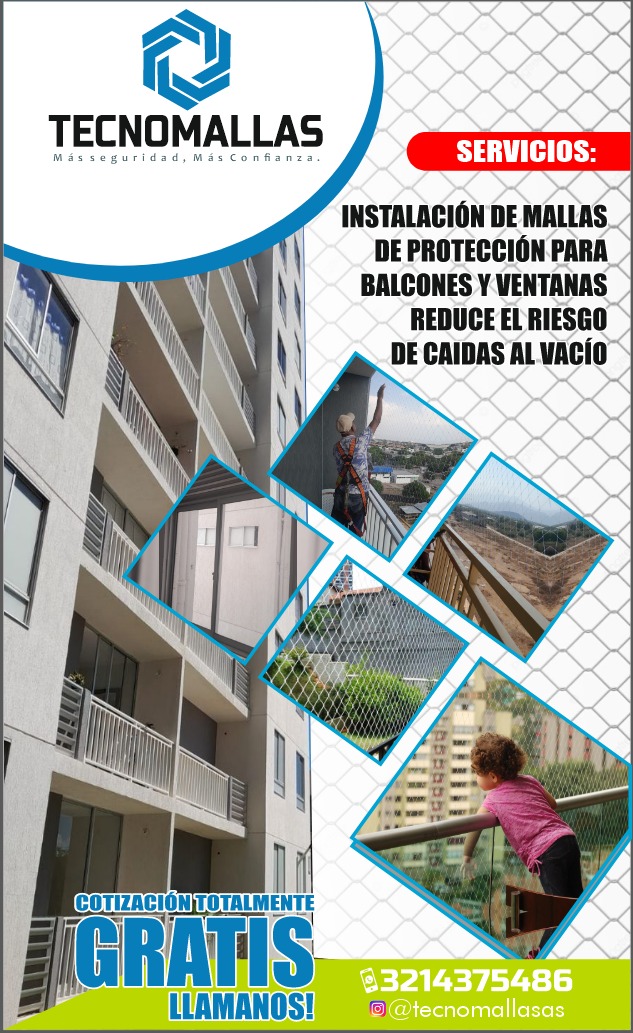 TECNOMALLAS
Más seguridad, Más Confianza.
SERVICIOS:
INSTALACIÓN DE MALLAS
DE PROTECCIÓN PARA
BALCONES Y VENTANAS
REDUCE EL RIESGO
DE CAIDAS AL VACÍO
COTIZACIÓN TOTALMENTE
GRATIS
LLAMANOS!
3214375486
@tecnomallasas